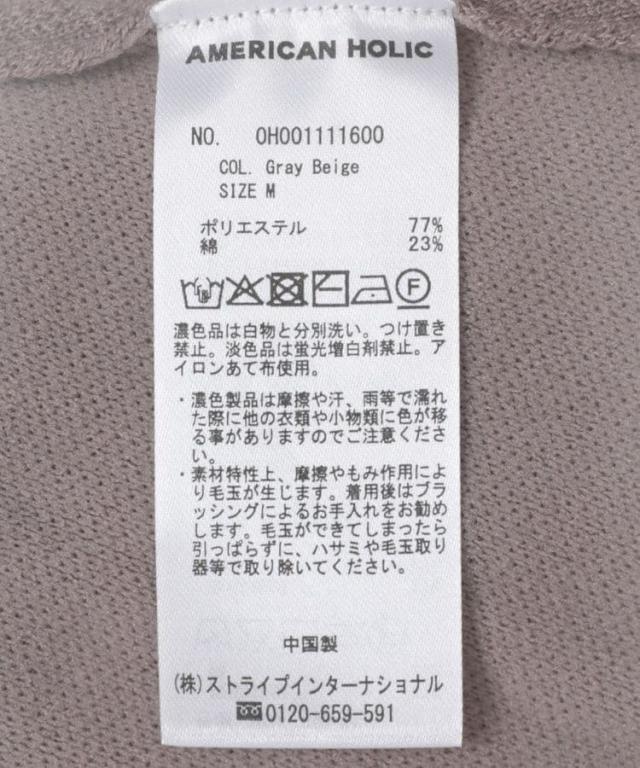 AMERICAN HOLIC
NO. 0H001111600
COL. Gray Beige
SIZE M
ポリエステル 77%
綿 23%
F
濃色品は白物と分別洗い。つけ置き
禁止。淡色品は蛍光増白剤禁止。ア
イロンあて布使用。
・濃色製品は摩擦や汗、雨等で濡れ
た際に他の衣類や小物類に色が移
る事がありますのでご注意くださ
い。
・素材特性上、摩擦やもみ作用によ
り毛玉が生じます。着用後はブラ
ッシングによるお手入れをお勧め
します。毛玉ができてしまったら
引っぱらずに、ハサミや毛玉取り
器等で取り除いてください。
中国製
(株)ストライプインターナショナル
0120-659-591